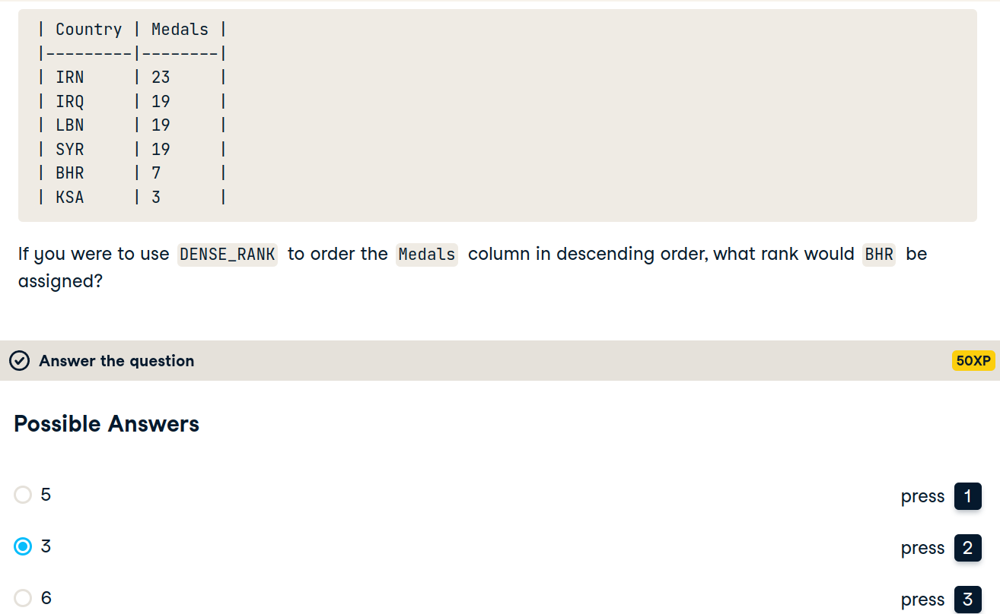 | Country | Medals |
|---------|--------|
| IRN     | 23     |
| IRQ     | 19     |
| LBN     | 19     |
| SYR     | 19     |
| BHR     | 7      |
| KSA     | 3      |
If you were to use DENSE_RANK to order the Medals column in descending order, what rank would BHR be
assigned?
Answer the question 50XP
Possible Answers
5 press 1
3 press 2
6 press 3